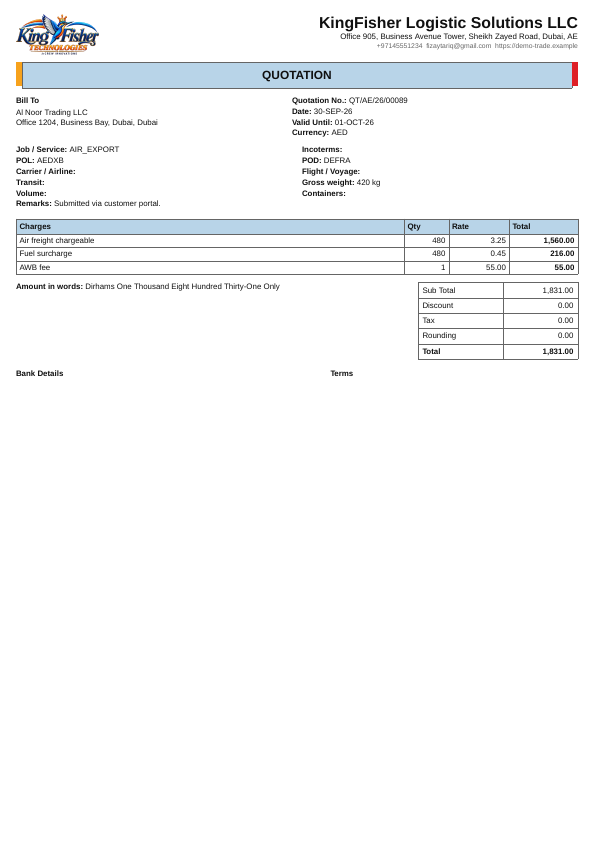 King Fisher
TECHNOLOGIES
KingFisher Logistic Solutions LLC
Office 905, Business Avenue Tower, Sheikh Zayed Road, Dubai, AE
+97145551234 fizaytariq@gmail.com https://demo-trade.example
QUOTATION
Bill To
Al Noor Trading LLC
Office 1204, Business Bay, Dubai, Dubai
Quotation No.: QT/AE/26/00089
Date: 30-SEP-26
Valid Until: 01-OCT-26
Currency: AED
Job / Service: AIR_EXPORT
POL: AEDXB
Carrier / Airline:
Transit:
Volume:
Remarks: Submitted via customer portal.
Incoterms:
POD: DEFRA
Flight / Voyage:
Gross weight: 420 kg
Containers:
Charges Qty Rate Total
Air freight chargeable 480 3.25 1,560.00
Fuel surcharge 480 0.45 216.00
AWB fee 1 55.00 55.00
Amount in words: Dirhams One Thousand Eight Hundred Thirty-One Only
Sub Total 1,831.00
Discount 0.00
Tax 0.00
Rounding 0.00
Total 1,831.00
Bank Details
Terms